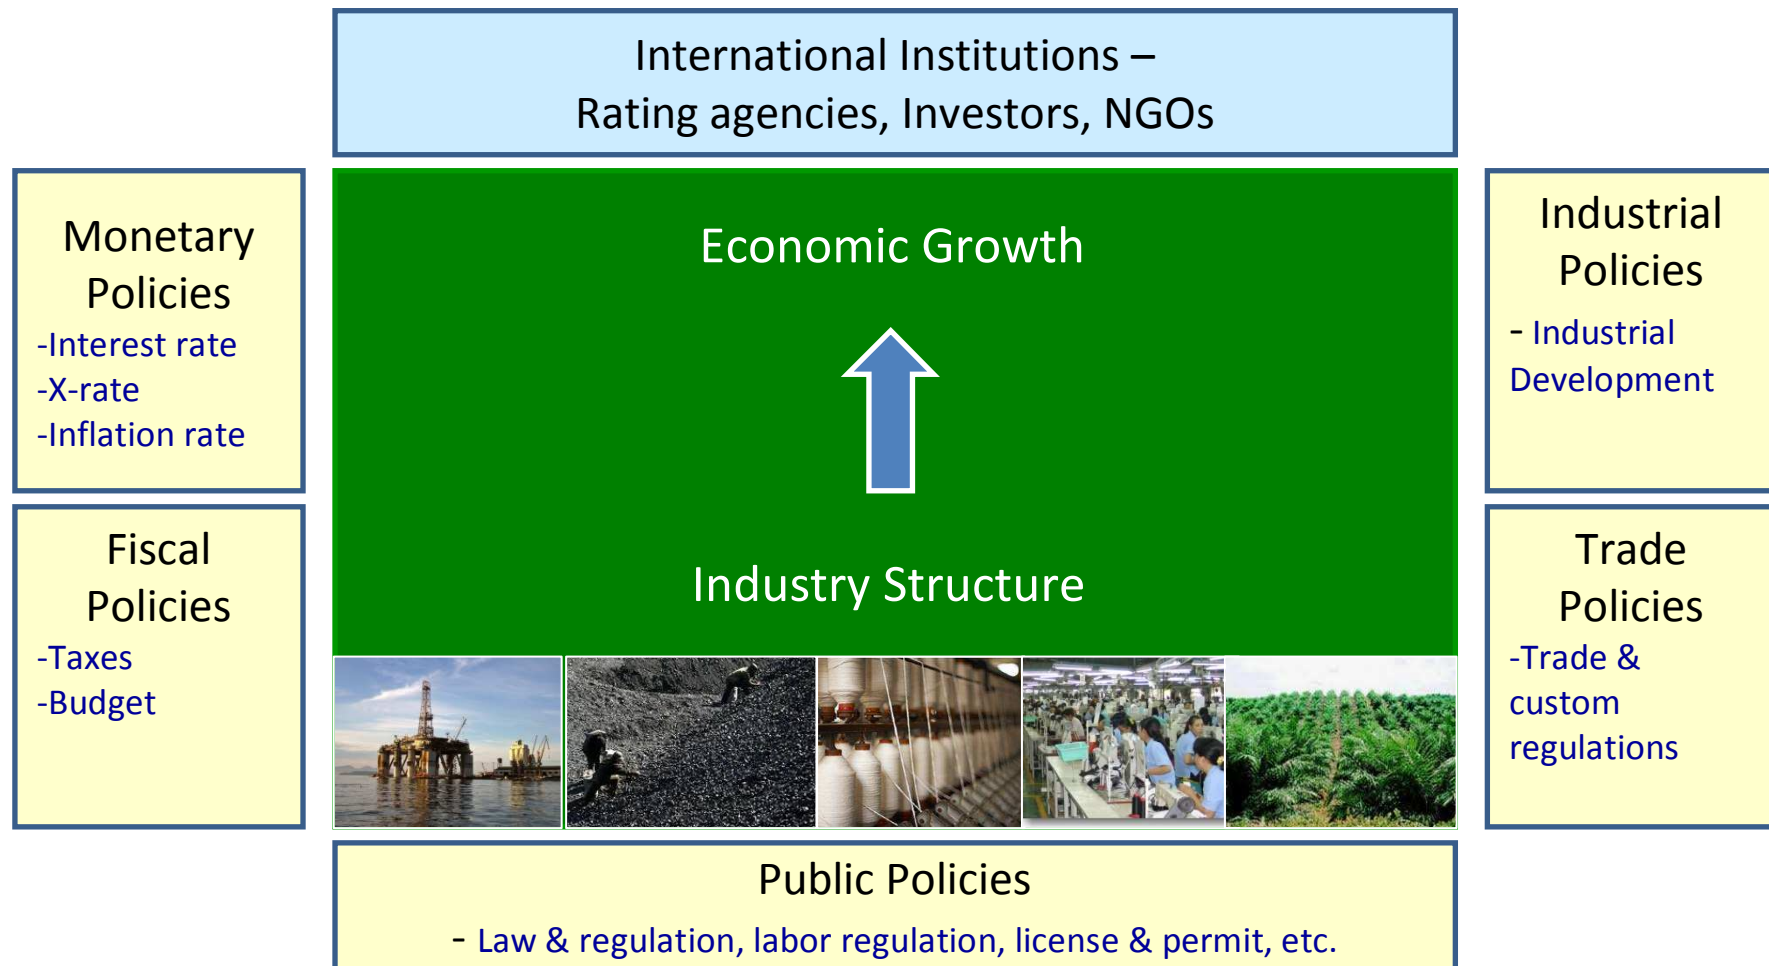 International Institutions –
Rating agencies, Investors, NGOs
Monetary
Policies
-Interest rate
-X-rate
-Inflation rate
Fiscal
Policies
-Taxes
-Budget
Economic Growth
Industry Structure
Industrial
Policies
- Industrial
Development
Trade
Policies
-Trade &
custom
regulations
Public Policies
- Law & regulation, labor regulation, license & permit, etc.